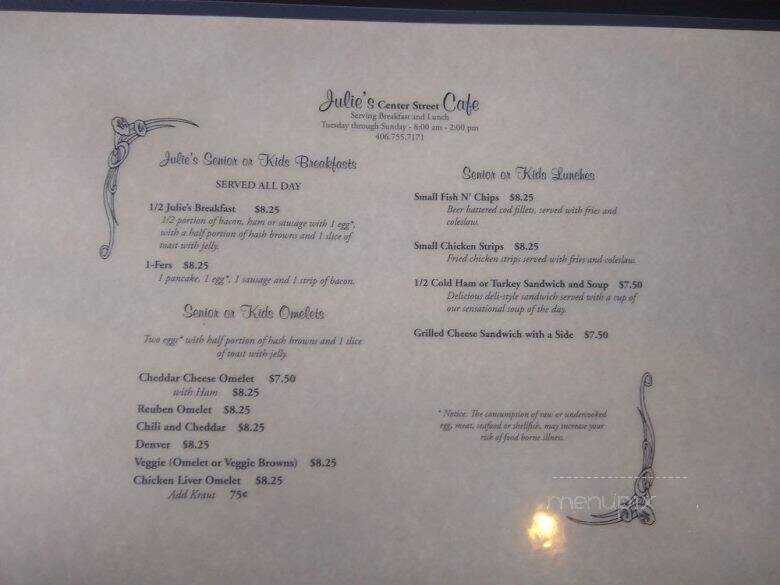 Julie's Center Street Cafe
Serving Breakfast and Lunch
Tuesday through Sunday - 8:00 am - 2:00 pm
406.755.7171
Julie's Senior or Kids Breakfasts
SERVED ALL DAY
1/2 Julie's Breakfast $8.25
1/2 portion of bacon, ham or sausage with 1 egg*,
with a half portion of hash browns and 1 slice of
toast with jelly.
1-Fers $8.25
1 pancake, 1 egg*, 1 sausage and 1 strip of bacon.
Senior or Kids Omelets
Two eggs* with half portion of hash browns and 1 slice
of toast with jelly.
Cheddar Cheese Omelet $7.50
with Ham $8.25
Reuben Omelet $8.25
Chili and Cheddar $8.25
Denver $8.25
Veggie (Omelet or Veggie Browns) $8.25
Chicken Liver Omelet $8.25
Add Kraut 75¢
Senior or Kids Lunches
Small Fish N' Chips $8.25
Beer battered cod fillets, served with fries and
coleslaw.
Small Chicken Strips $8.25
Fried chicken strips served with fries and coleslaw.
1/2 Cold Ham or Turkey Sandwich and Soup $7.50
Delicious deli-style sandwich served with a cup of
our sensational soup of the day.
Grilled Cheese Sandwich with a Side $7.50
* Notice: The consumption of raw or undercooked
egg, meat, seafood or shellfish, may increase your
risk of food borne illness.
menupix